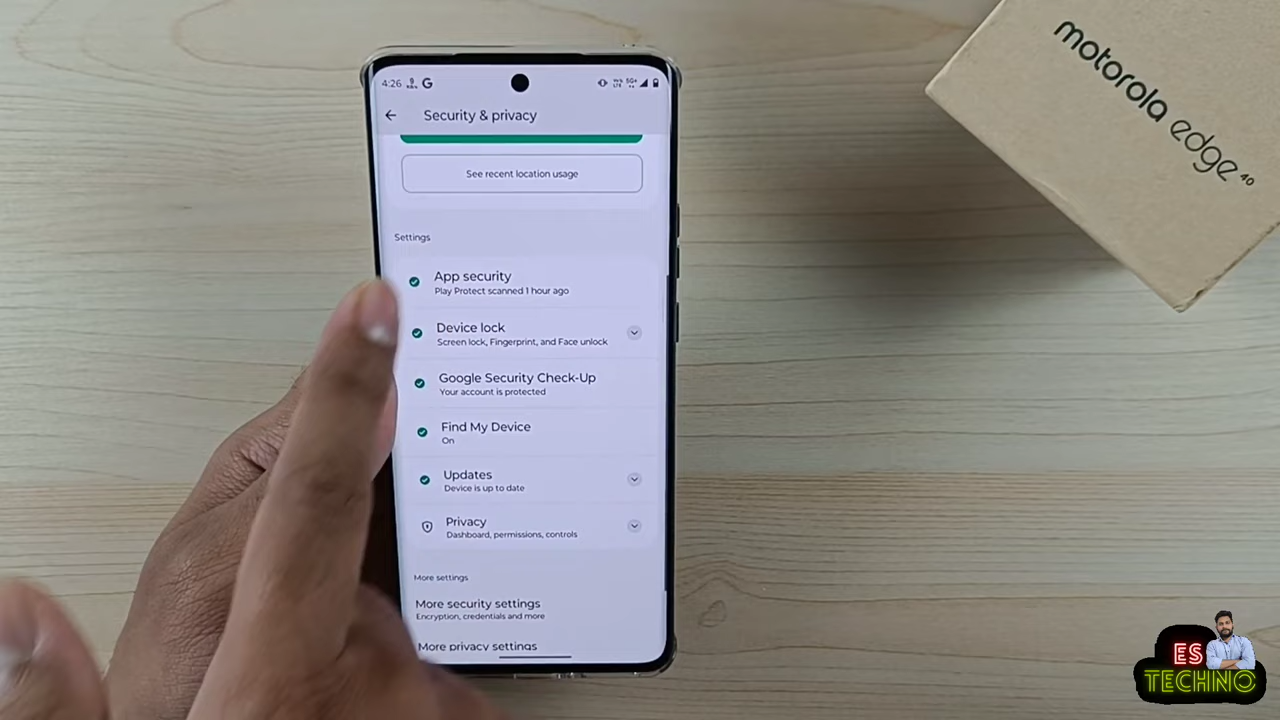 4:26
Security & privacy
See recent location usage
Settings
App security
Play Protect scanned 1 hour ago
Device lock
Screen lock, Fingerprint, and Face unlock
Google Security Check-Up
Your account is protected
Find My Device
On
Updates
Device is up to date
Privacy
Dashboard, permissions, controls
More settings
More security settings
Encryption, credentials and more
More privacy settings
motorola edge 40
ES
TECHNO